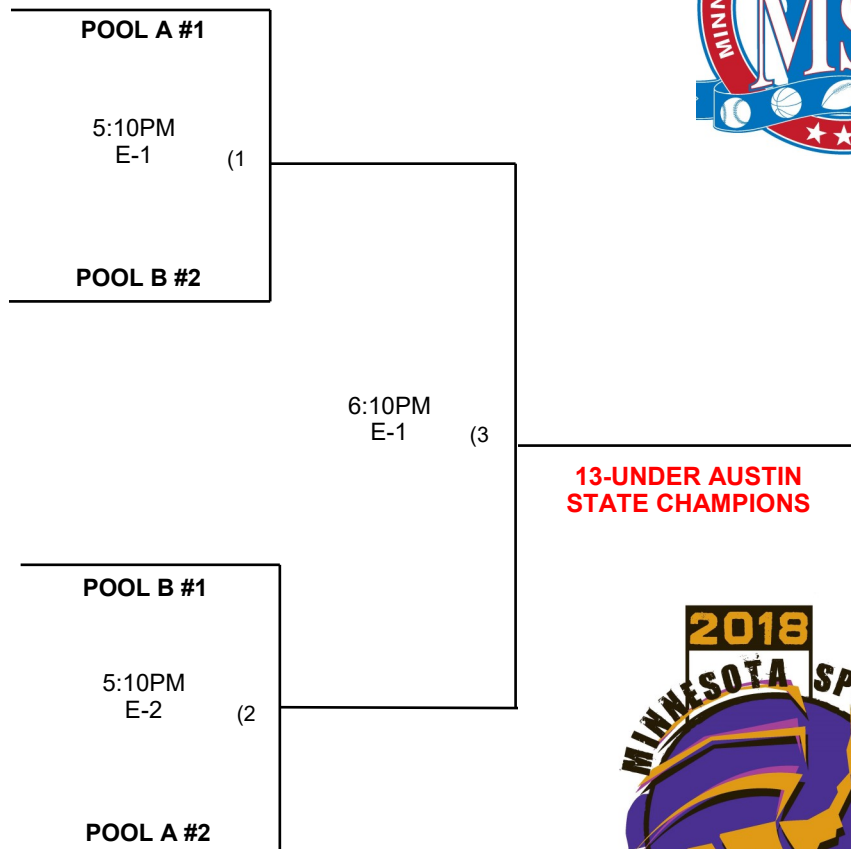 POOL A #1
5:10PM
E-1
(1
POOL B #2
6:10PM
E-1
(3
13-UNDER AUSTIN
STATE CHAMPIONS
POOL B #1
5:10PM
E-2
(2
POOL A #2
2018
MINNESOTA